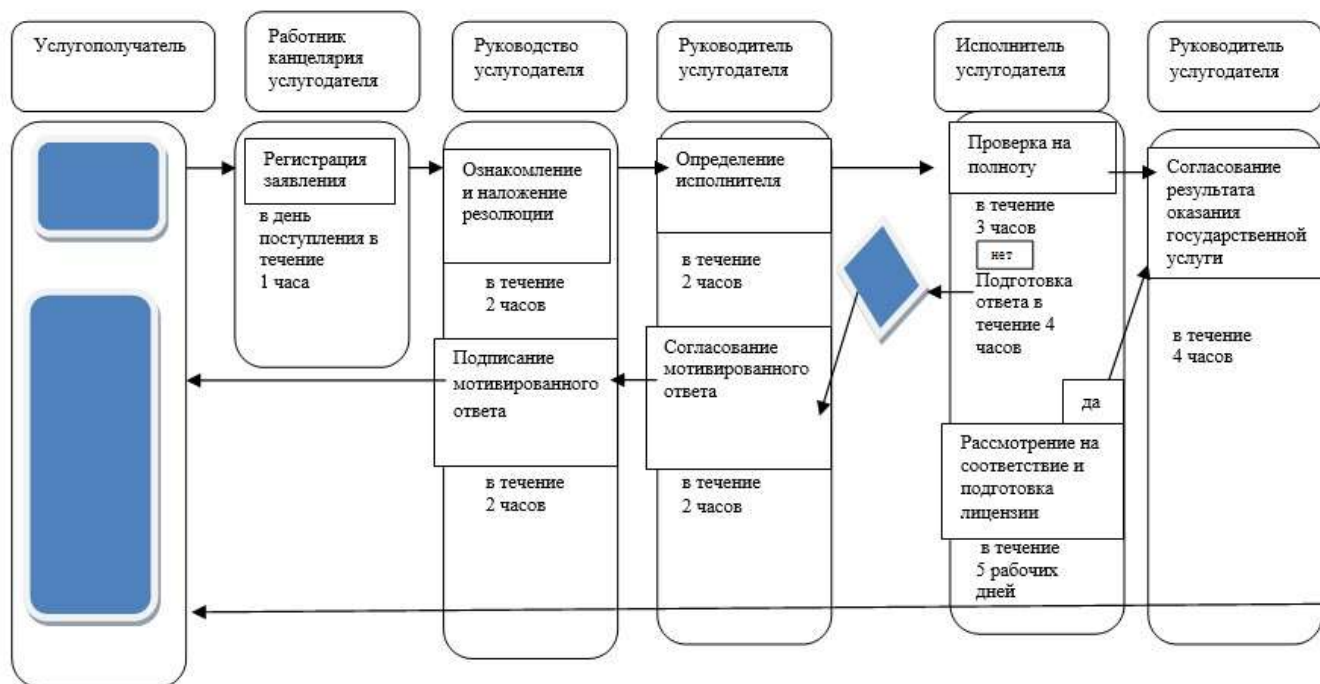 Услугополучатель
Работник
канцелярия
услугодателя
Руководство
услугодателя
Руководитель
услугодателя
Исполнитель
услугодателя
Руководитель
услугодателя
Регистрация
заявления
в день
поступления в
течение
1 часа
Ознакомление
и наложение
резолюции
в течение
2 часов
Подписание
мотивированного
ответа
в течение
2 часов
Определение
исполнителя
в течение
2 часов
Согласование
мотивированного
ответа
в течение
2 часов
Проверка на
полноту
в течение
3 часов
нет
Подготовка
ответа в
течение 4
часов
да
Рассмотрение на
соответствие и
подготовка
лицензии
в течение
5 рабочих
дней
Согласование
результата
оказания
государственной
услуги
в течение
4 часов